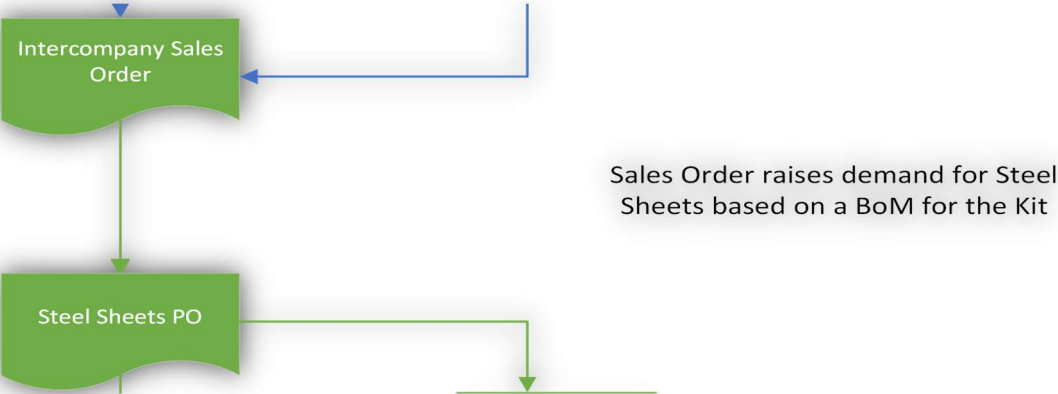 Intercompany Sales
Order
Sales Order raises demand for Steel
Sheets based on a BoM for the Kit
Steel Sheets PO